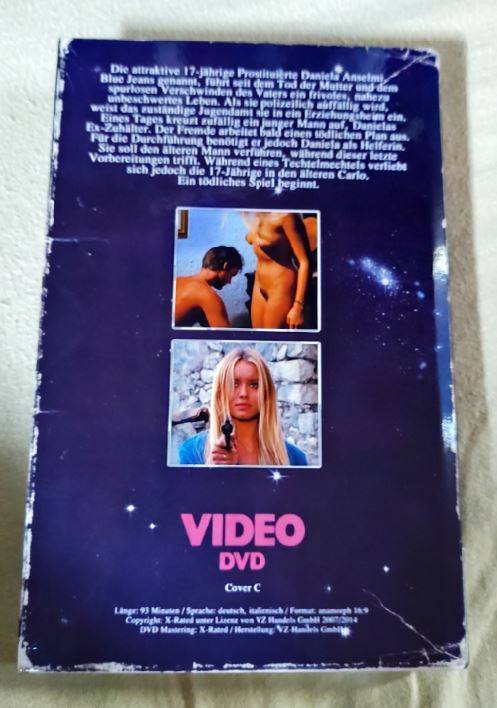 Die attraktive 17-jährige Prostituierte Daniela Anselmi,
Blue Jeans genannt, führt seit dem Tod der Mutter und dem
spurlosen Verschwinden des Vaters ein frivoles, nahezu
unbeschwertes Leben. Als sie polizeilich auffällig wird,
weist das zuständige Jugendamt sie in ein Erziehungsheim ein.
Eines Tages kreuzt zufällig ein junger Mann auf, Danielas
Ex-Zuhälter. Der Fremde arbeitet bald einen tödlichen Plan aus.
Für die Durchführung benötigt er jedoch Daniela als Helferin.
Sie soll den älteren Mann verführen, während dieser letzte
Vorbereitungen trifft. Während eines Techtelmechtels verliebt
sich jedoch die 17-Jährige in den älteren Carlo.
Ein tödliches Spiel beginnt.
VIDEO
DVD
Cover C
Länge: 93 Minuten / Sprache: deutsch, italienisch / Format: anamorph 16:9
Copyright: X-Rated unter Lizenz von VZ Handels GmbH 2007/2014
DVD Mastering: X-Rated / Herstellung: VZ-Handels GmbH